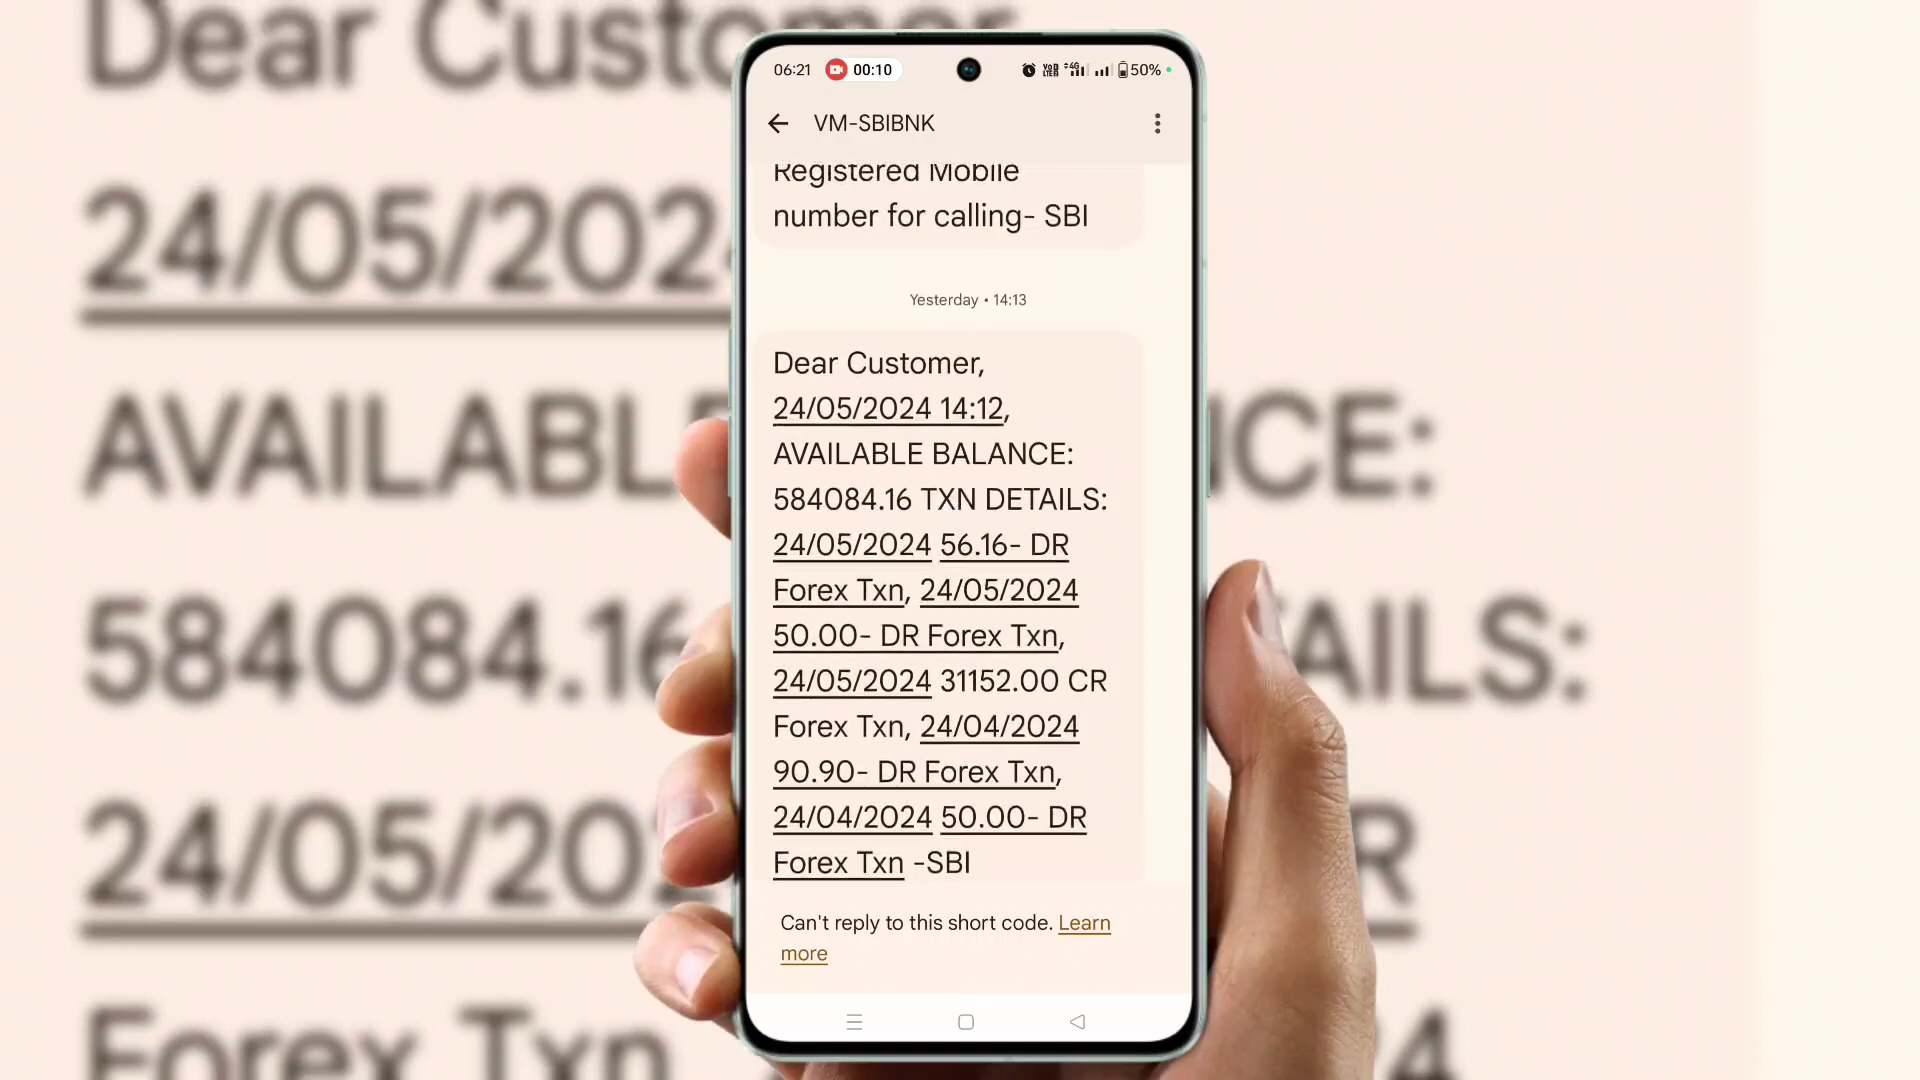 Dear Custo
24/05/202
AVAILABL
CE:
584084.16
AILS:
24/05/202
R
Forex Txn
4
06:21
00:10
4G
50%
VM-SBIBNK
Registered Mobile
number for calling- SBI
Yesterday • 14:13
Dear Customer,
24/05/2024 14:12,
AVAILABLE BALANCE:
584084.16 TXN DETAILS:
24/05/2024 56.16- DR
Forex Txn, 24/05/2024
50.00- DR Forex Txn,
24/05/2024 31152.00 CR
Forex Txn, 24/04/2024
90.90- DR Forex Txn,
24/04/2024 50.00- DR
Forex Txn -SBI
Can't reply to this short code. Learn
more